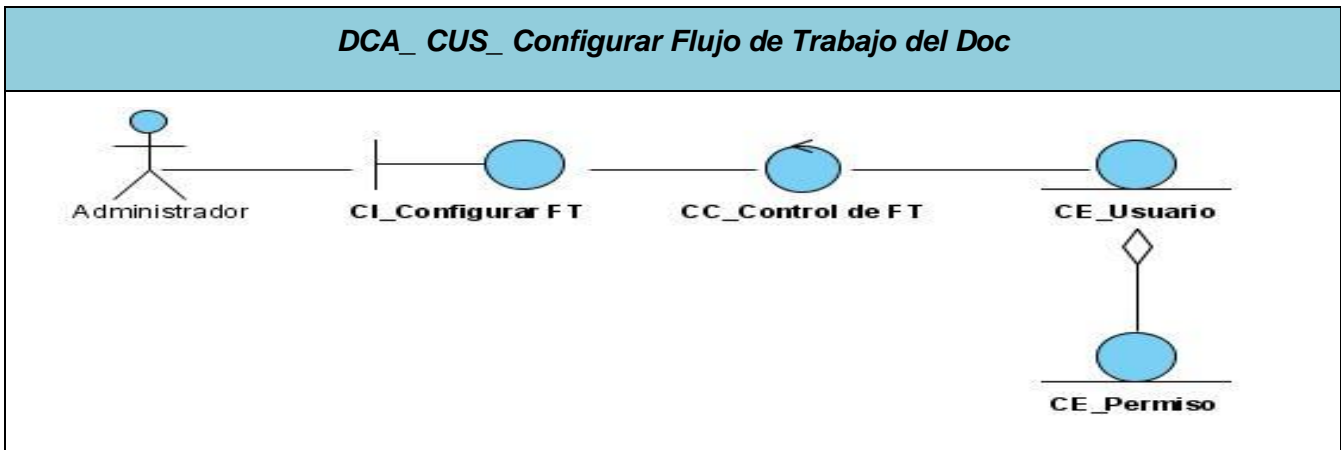 DCA_ CUS_ Configurar Flujo de Trabajo del Doc
Administrador
CI_Configurar FT
CC_Control de FT
CE_Usuario
CE_Permiso